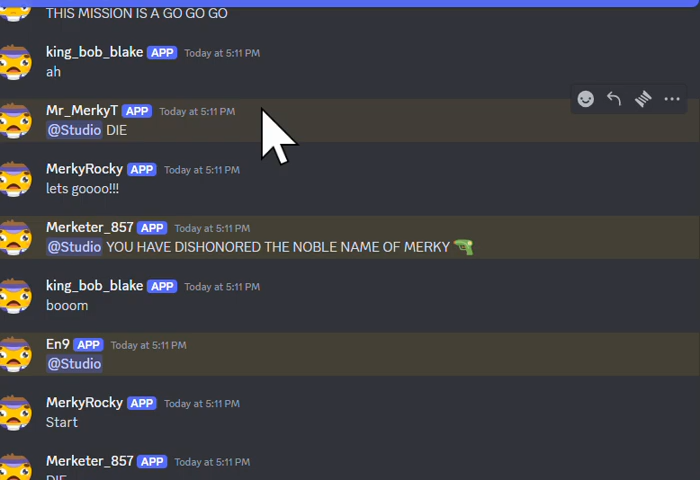 THIS MISSION IS A GO GO GO
king_bob_blake APP Today at 5:11 PM
ah
Mr_MerkyT APP Today at 5:11 PM
@Studio DIE
MerkyRocky APP Today at 5:11 PM
lets goooo!!!
Merketer_857 APP Today at 5:11 PM
@Studio YOU HAVE DISHONORED THE NOBLE NAME OF MERKY
king_bob_blake APP Today at 5:11 PM
booom
En9 APP Today at 5:11 PM
@Studio
MerkyRocky APP Today at 5:11 PM
Start
Merketer_857 APP Today at 5:11 PM
DIE